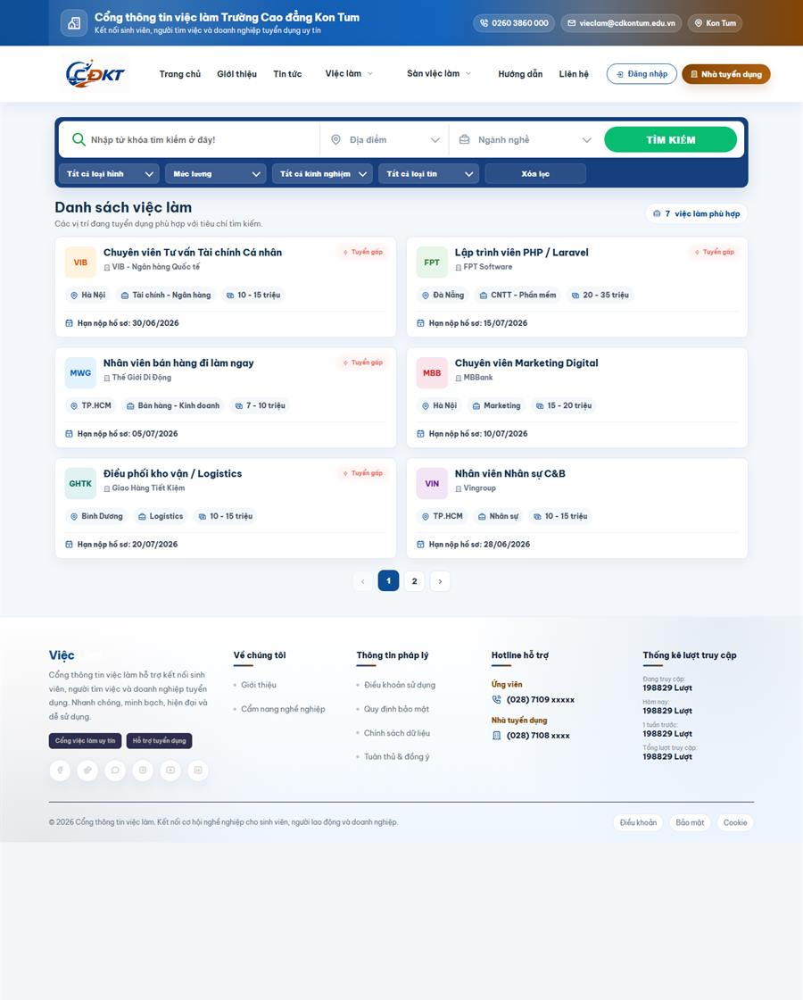 Cổng thông tin việc làm Trường Cao đẳng Kon Tum
Kết nối sinh viên, người tìm việc và doanh nghiệp tuyển dụng uy tín
0260 3860 000
vieclam@cdkontum.edu.vn
Kon Tum
CĐKT
Trang chủ
Giới thiệu
Tin tức
Việc làm
Sàn việc làm
Hướng dẫn
Liên hệ
Đăng nhập
Nhà tuyển dụng
Nhập từ khóa tìm kiếm ở đây!
Địa điểm
Ngành nghề
TÌM KIẾM
Tất cả loại hình
Mức lương
Tất cả kinh nghiệm
Tất cả loại tin
Xóa lọc
Danh sách việc làm
Các vị trí đang tuyển dụng phù hợp với tiêu chí tìm kiếm.
7 việc làm phù hợp
VIB
Chuyên viên Tư vấn Tài chính Cá nhân
Tuyển gấp
VIB - Ngân hàng Quốc tế
Hà Nội
Tài chính - Ngân hàng
10 - 15 triệu
Hạn nộp hồ sơ: 30/06/2026
FPT
Lập trình viên PHP / Laravel
Tuyển gấp
FPT Software
Đà Nẵng
CNTT - Phần mềm
20 - 35 triệu
Hạn nộp hồ sơ: 15/07/2026
MWG
Nhân viên bán hàng đi làm ngay
Tuyển gấp
Thế Giới Di Động
TP.HCM
Bán hàng - Kinh doanh
7 - 10 triệu
Hạn nộp hồ sơ: 05/07/2026
MBB
Chuyên viên Marketing Digital
MBBank
Hà Nội
Marketing
15 - 20 triệu
Hạn nộp hồ sơ: 10/07/2026
GHTK
Điều phối kho vận / Logistics
Tuyển gấp
Giao Hàng Tiết Kiệm
Bình Dương
Logistics
10 - 15 triệu
Hạn nộp hồ sơ: 20/07/2026
VIN
Nhân viên Nhân sự C&B
Vingroup
TP.HCM
Nhân sự
10 - 15 triệu
Hạn nộp hồ sơ: 28/06/2026
‹
1
2
›
Việc
Cổng thông tin việc làm hỗ trợ kết nối sinh
viên, người tìm việc và doanh nghiệp tuyển
dụng. Nhanh chóng, minh bạch, hiện đại và
dễ sử dụng.
Cổng việc làm uy tín
Hỗ trợ tuyển dụng
Về chúng tôi
Giới thiệu
Cẩm nang nghề nghiệp
Thông tin pháp lý
Điều khoản sử dụng
Quy định bảo mật
Chính sách dữ liệu
Tuân thủ & đồng ý
Hotline hỗ trợ
Ứng viên
(028) 7109 xxxxx
Nhà tuyển dụng
(028) 7108 xxxx
Thống kê lượt truy cập
Đang truy cập:
198829 Lượt
Hôm nay:
198829 Lượt
1 tuần trước:
198829 Lượt
Tổng lượt truy cập:
198829 Lượt
© 2026 Cổng thông tin việc làm. Kết nối cơ hội nghề nghiệp cho sinh viên, người lao động và doanh nghiệp.
Điều khoản
Bảo mật
Cookie